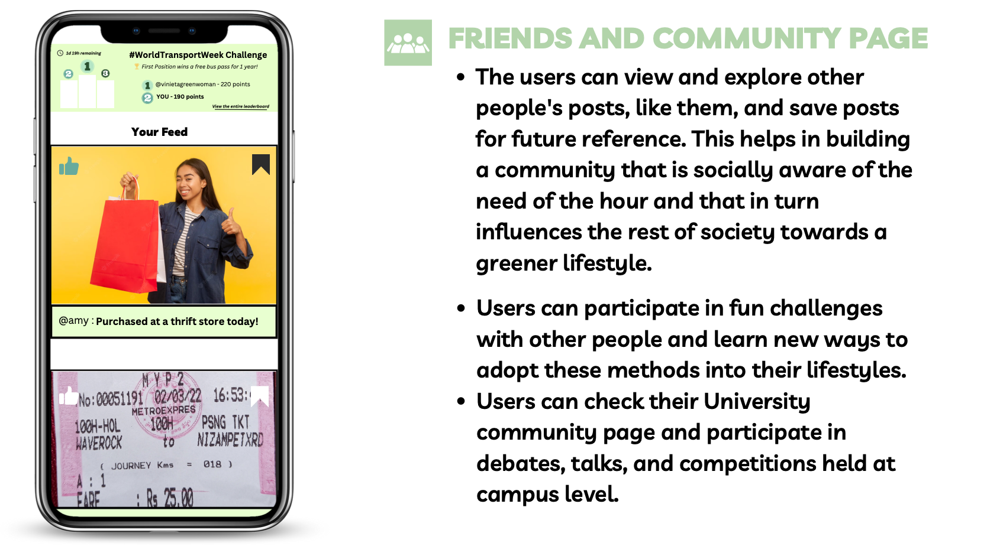 1d 19h remaining
#WorldTransportWeek Challenge
First Position wins a free bus pass for 1 year!
1
2
3
1 @vinietagreenwoman - 220 points
2 YOU - 190 points
View the entire leaderboard
Your Feed
@amy : Purchased at a thrift store today!
M Y P 2
No:00051191 02/03/22 16:53:
METROEXPRES
100H-HOL 100H PSNG TKT
WAVEROCK to NIZAMPETXRD
( JOURNEY Kms = 018 )
A : 1
FARE : Rs 25.00
FRIENDS AND COMMUNITY PAGE
• The users can view and explore other
people's posts, like them, and save posts
for future reference. This helps in building
a community that is socially aware of the
need of the hour and that in turn
influences the rest of society towards a
greener lifestyle.
• Users can participate in fun challenges
with other people and learn new ways to
adopt these methods into their lifestyles.
• Users can check their University
community page and participate in
debates, talks, and competitions held at
campus level.